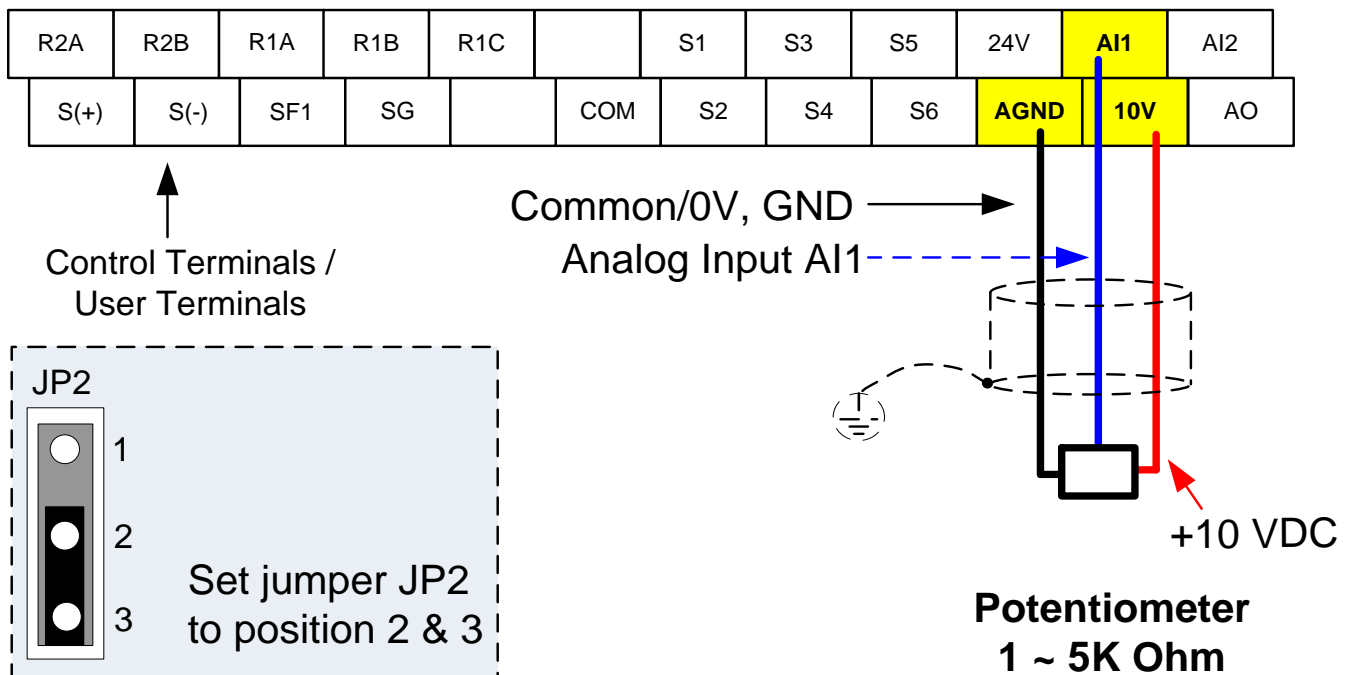 R2A R2B R1A R1B R1C S1 S3 S5 24V AI1 AI2
S(+) S(-) SF1 SG COM S2 S4 S6 AGND 10V AO
Common/0V, GND
Analog Input AI1
Control Terminals /
User Terminals
JP2
1
2
3
Set jumper JP2
to position 2 & 3
+10 VDC
Potentiometer
1 ~ 5K Ohm